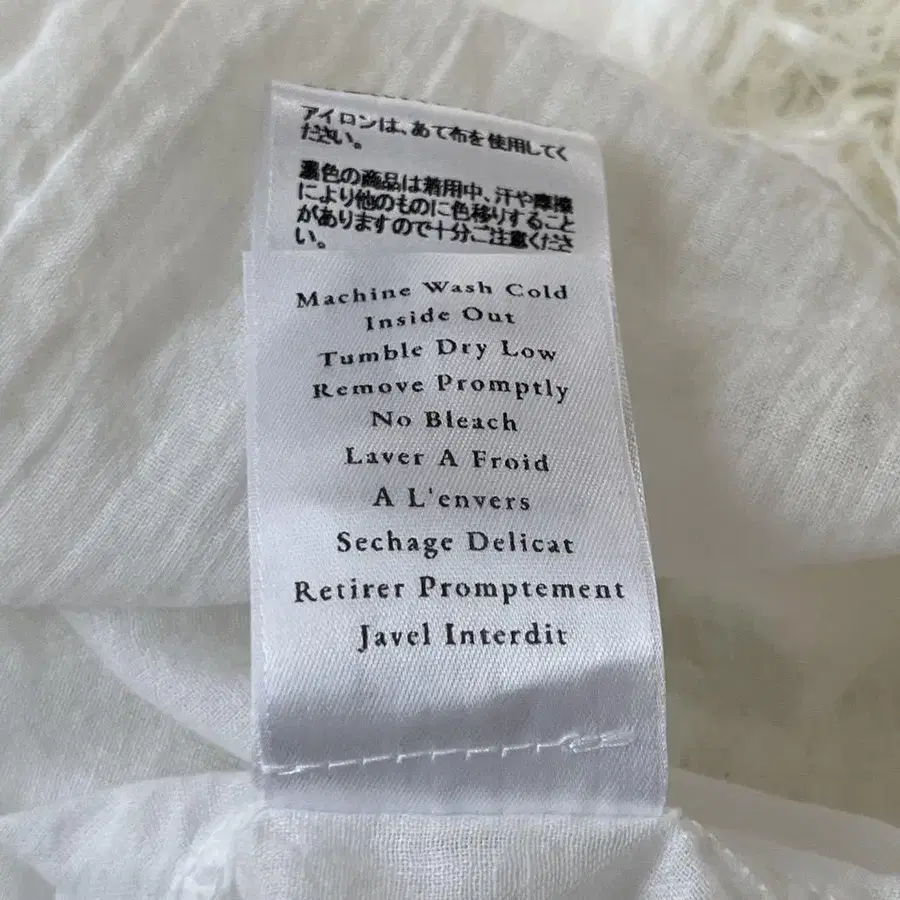 アイロンは、あて布を使用してく
ださい。
濃色の商品は着用中、汗や摩擦
により他のものに色移りすること
がありますので十分ご注意くださ
い。
Machine Wash Cold
Inside Out
Tumble Dry Low
Remove Promptly
No Bleach
Laver A Froid
A L'envers
Sechage Delicat
Retirer Promptement
Javel Interdit